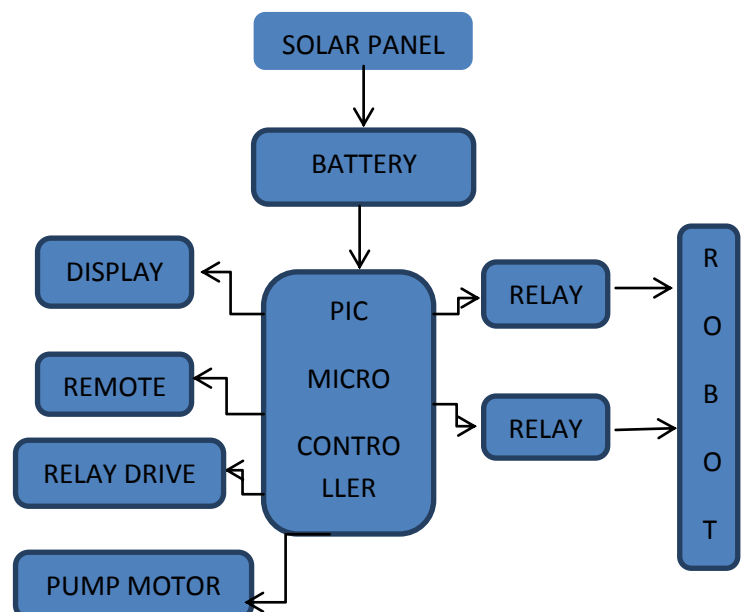 SOLAR PANEL
BATTERY
DISPLAY
REMOTE
RELAY DRIVE
PUMP MOTOR
PIC
MICRO
CONTRO
LLER
RELAY
RELAY
R
O
B
O
T